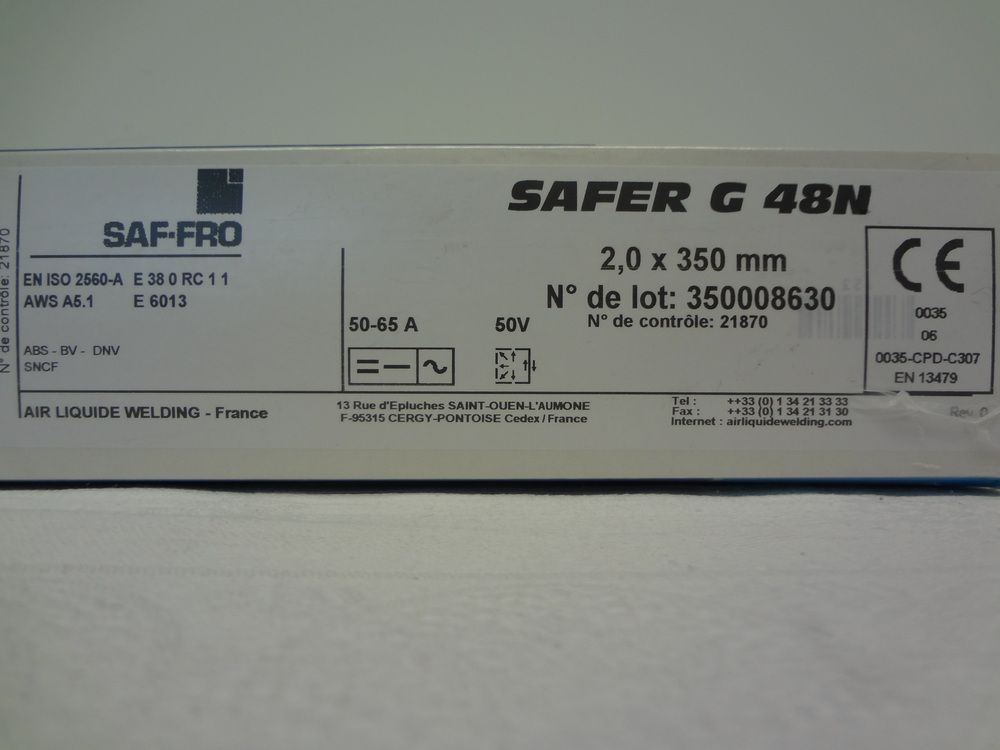 N° de contrôle: 21870
SAF-FRO
EN ISO 2560-A E 38 0 RC 1 1
AWS A5.1 E 6013
ABS - BV - DNV
SNCF
SAFER G 48N
2,0 x 350 mm
N° de lot: 350008630
N° de contrôle: 21870
50-65 A 50V
CE
0035
06
0035-CPD-C307
EN 13479
AIR LIQUIDE WELDING - France
13 Rue d'Epluches SAINT-OUEN-L'AUMONE
F-95315 CERGY-PONTOISE Cedex / France
Tel : ++33 (0) 1 34 21 33 33
Fax : ++33 (0) 1 34 21 31 30
Internet : airliquidewelding.com
Rev.